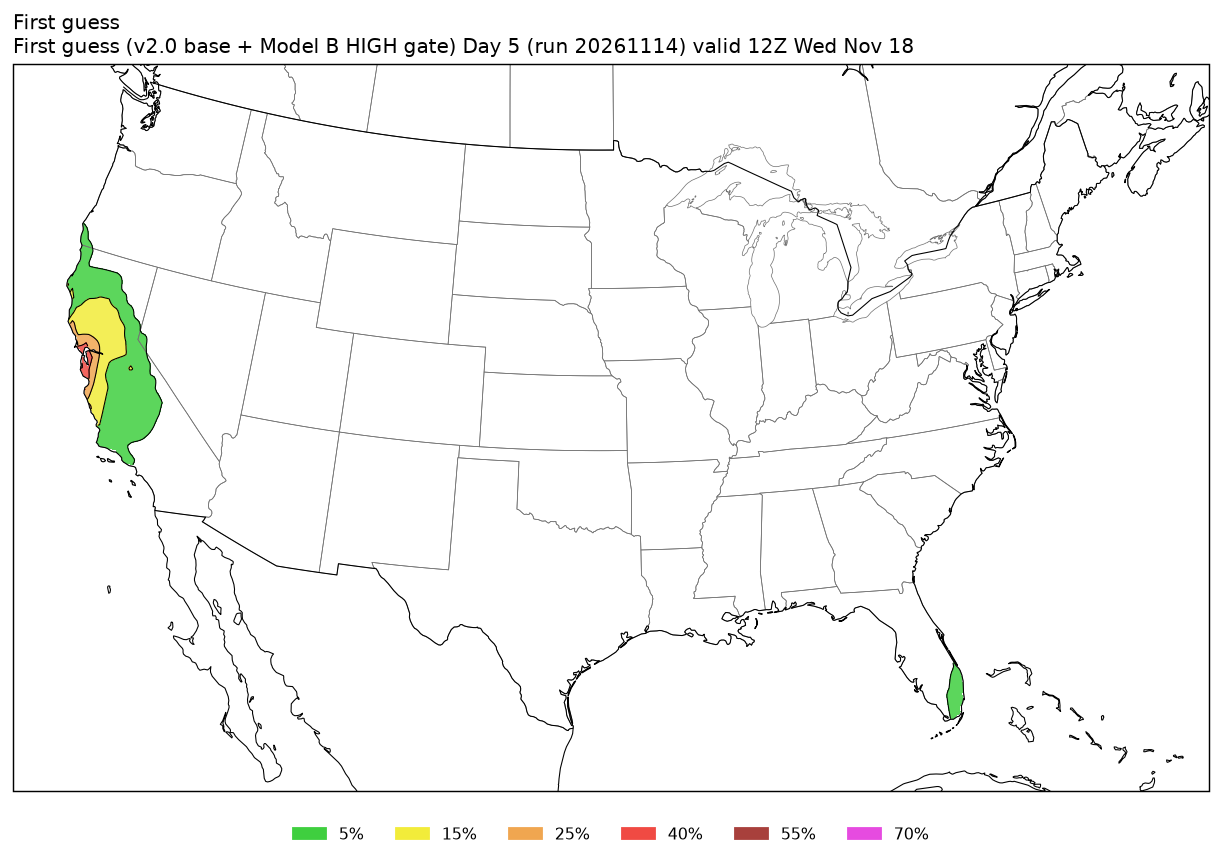 First guess
First guess (v2.0 base + Model B HIGH gate) Day 5 (run 20261114) valid 12Z Wed Nov 18
5% 15% 25% 40% 55% 70%